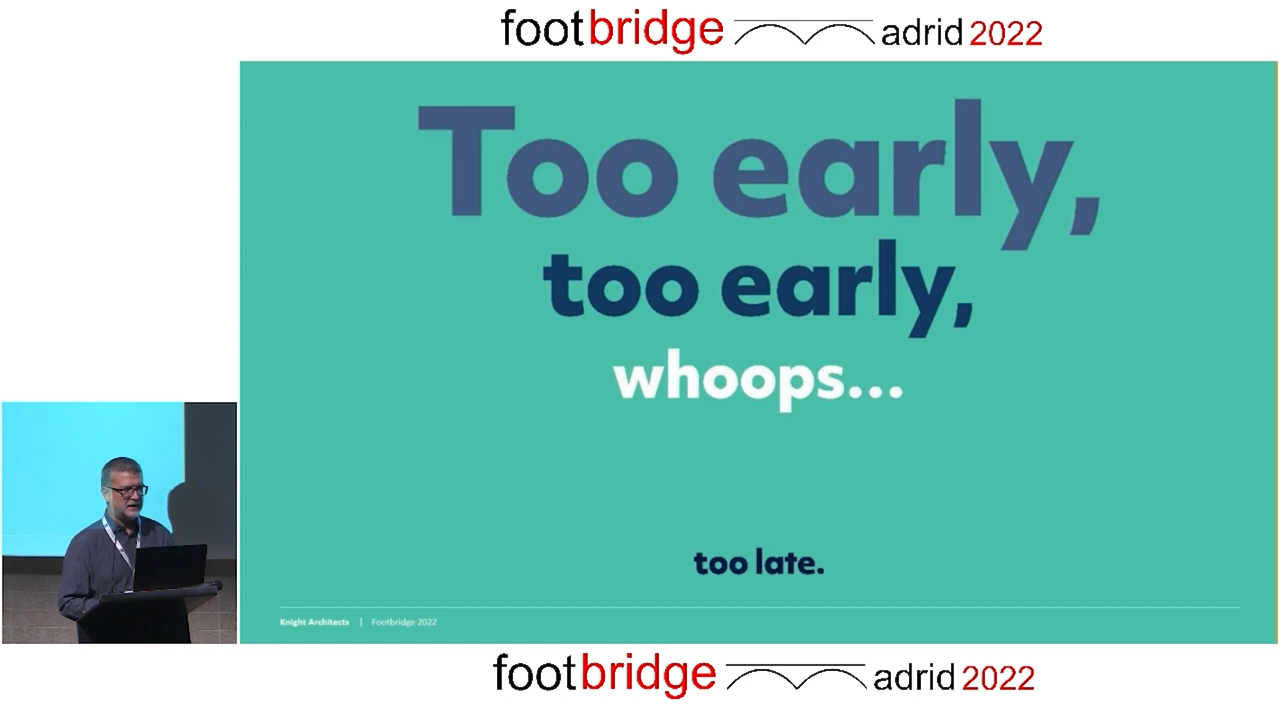 footbridge adrid 2022
Too early,
too early,
whoops...
too late.
Knight Architects | Footbridge 2022
footbridge adrid 2022